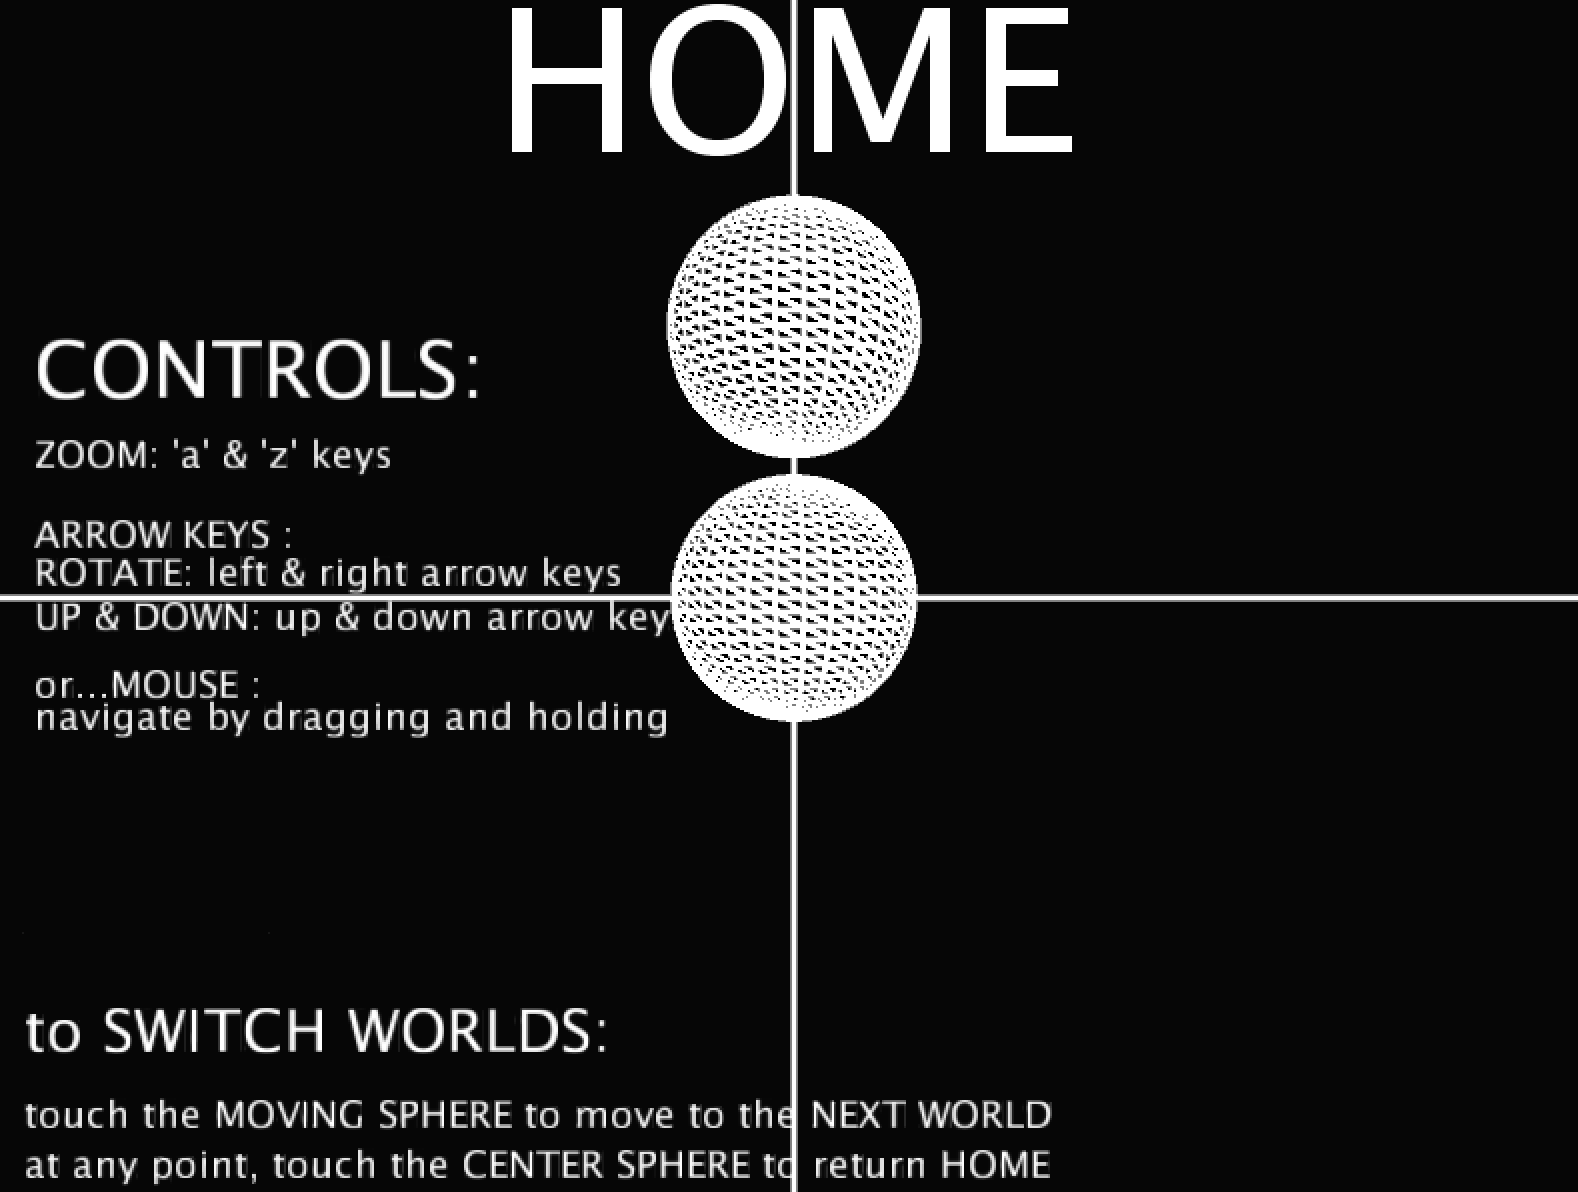 HOME
CONTROLS:
ZOOM: 'a' & 'z' keys
ARROW KEYS :
ROTATE: left & right arrow keys
UP & DOWN: up & down arrow key
or...MOUSE :
navigate by dragging and holding
to SWITCH WORLDS:
touch the MOVING SPHERE to move to the NEXT WORLD
at any point, touch the CENTER SPHERE to return HOME